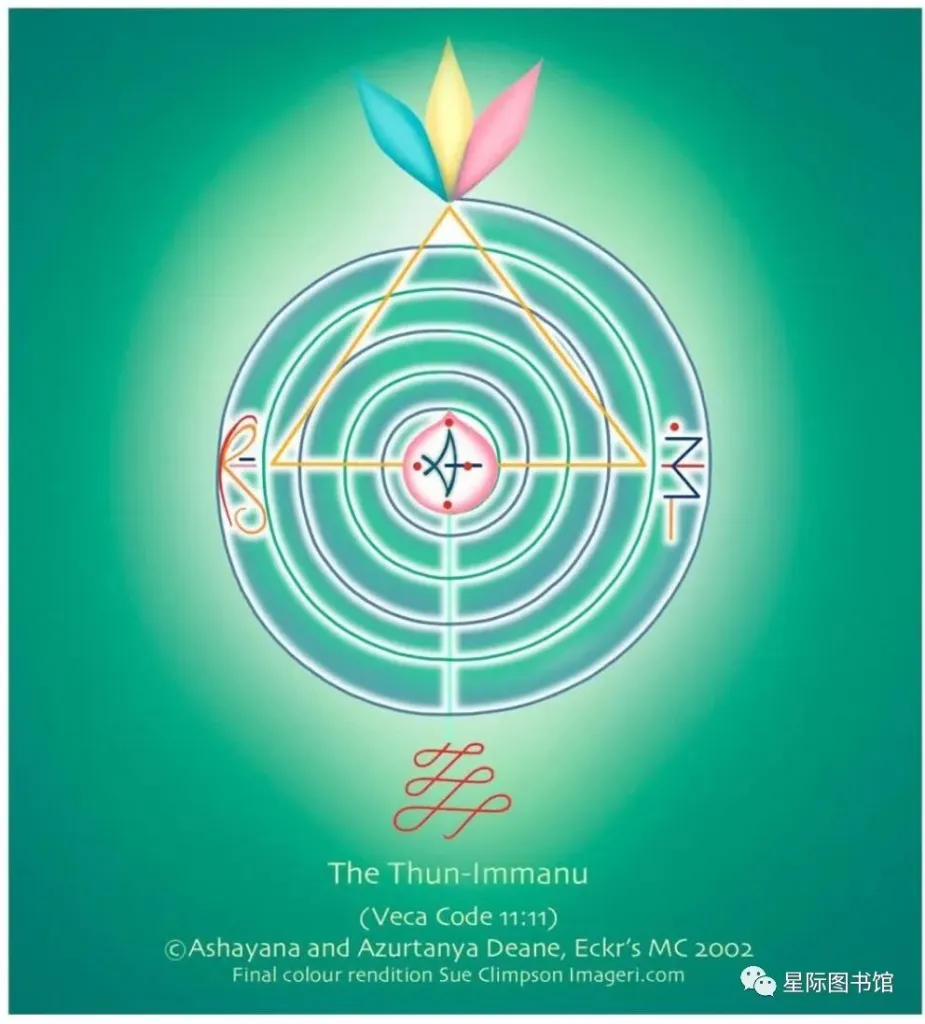 The Thun-Immanu
(Veca Code 11:11)
©Ashayana and Azurtanya Deane, Eckr's MC 2002
Final colour rendition Sue Climpson Imageri.com
星际图书馆